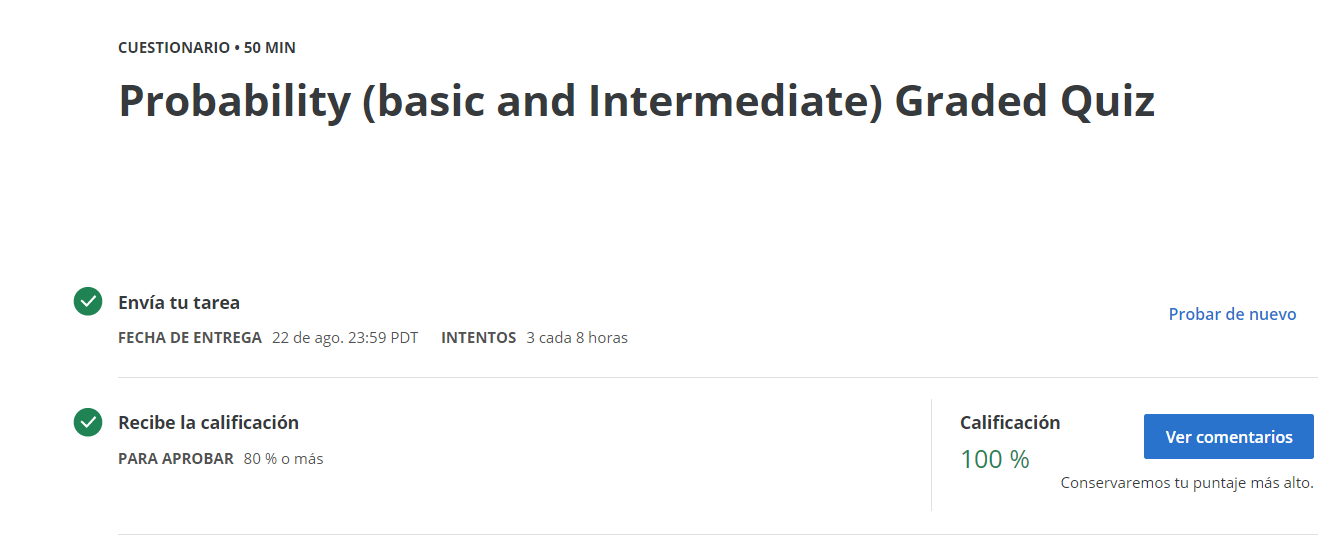 CUESTIONARIO • 50 MIN
Probability (basic and Intermediate) Graded Quiz
Envía tu tarea
FECHA DE ENTREGA 22 de ago. 23:59 PDT INTENTOS 3 cada 8 horas
Probar de nuevo
Recibe la calificación
PARA APROBAR 80 % o más
Calificación
100 %
Ver comentarios
Conservaremos tu puntaje más alto.